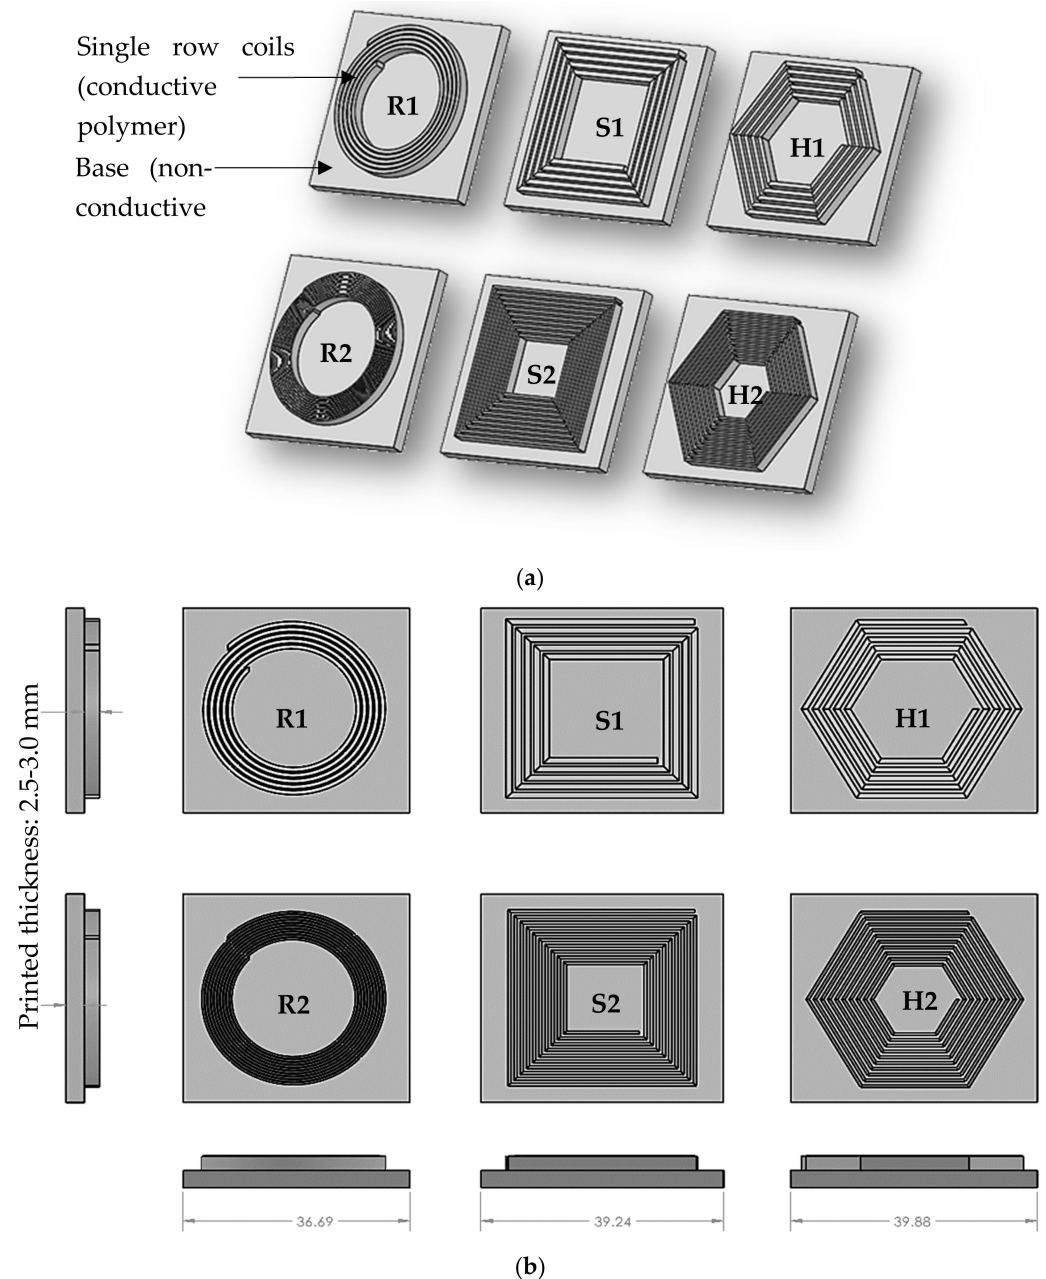 Single row coils
(conductive
polymer)
Base (non-
conductive
R1
S1
H1
R2
S2
H2
(a)
Printed thickness: 2.5-3.0 mm
R1
S1
H1
R2
S2
H2
36.69
39.24
39.88
(b)